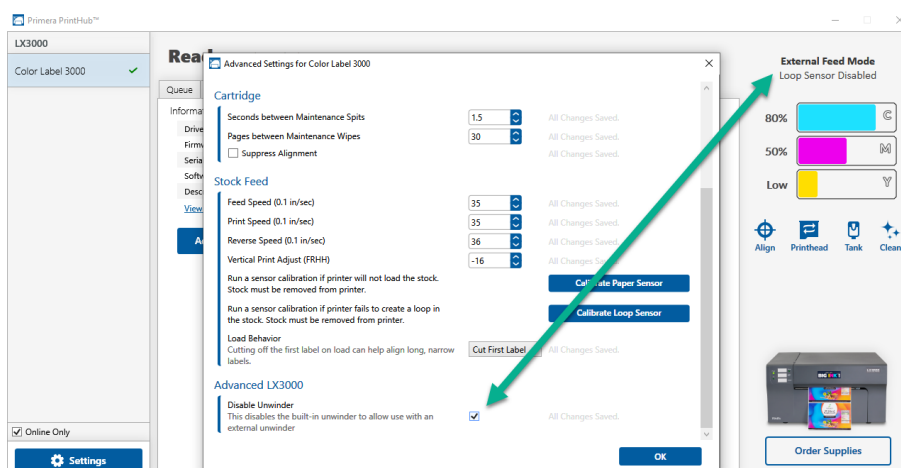 Primera PrintHub™
LX3000
Color Label 3000
Online Only
Settings
Queue
View
Advanced Settings for Color Label 3000
Cartridge
Seconds between Maintenance Spits
1.5
All Changes Saved.
Pages between Maintenance Wipes
30
All Changes Saved.
Suppress Alignment
All Changes Saved.
Stock Feed
Feed Speed (0.1 in/sec)
35
All Changes Saved.
Print Speed (0.1 in/sec)
35
All Changes Saved.
Reverse Speed (0.1 in/sec)
36
All Changes Saved.
Vertical Print Adjust (FRHH)
-16
All Changes Saved.
Run a sensor calibration if printer will not load the stock.
Stock must be removed from printer.
Calibrate Paper Sensor
Run a sensor calibration if printer fails to create a loop in
the stock. Stock must be removed from printer.
Calibrate Loop Sensor
Load Behavior
Cutting off the first label on load can help align long, narrow
labels.
Cut First Label
All Changes Saved.
Advanced LX3000
Disable Unwinder
This disables the built-in unwinder to allow use with an
external unwinder
All Changes Saved.
OK
External Feed Mode
Loop Sensor Disabled
80%
C
50%
M
Low
Y
Align
Printhead
Tank
Clean
Order Supplies